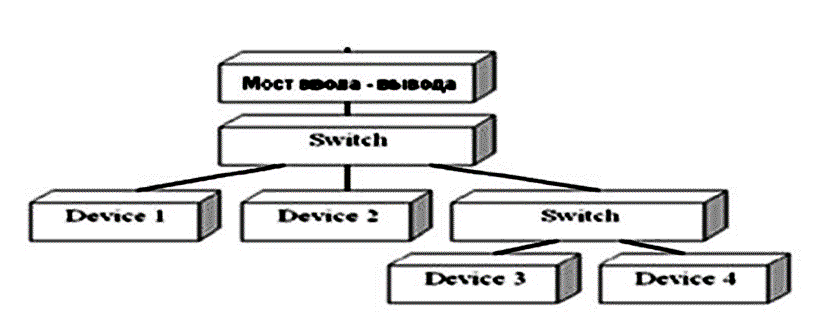 Мост ввода - вывода
Switch
Device 1
Device 2
Switch
Device 3
Device 4